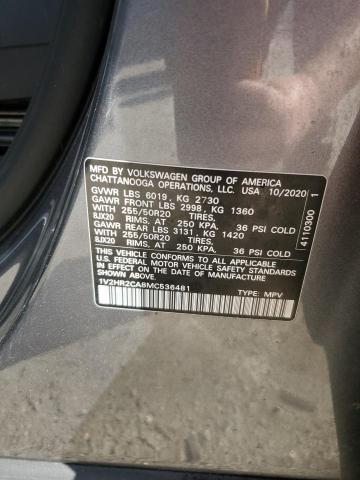 MFD BY VOLKSWAGEN GROUP OF AMERICA
CHATTANOOGA OPERATIONS, LLC. USA 10/2020
GVWR LBS 6019, KG 2730
GAWR FRONT LBS 2998, KG 1360
WITH 255/50R20 TIRES,
8JX20 RIMS, AT 250 KPA. 36 PSI COLD
GAWR REAR LBS 3131, KG 1420
WITH 255/50R20 TIRES,
8JX20 RIMS, AT 250 KPA. 36 PSI COLD
THIS VEHICLE CONFORMS TO ALL APPLICABLE
U.S. FEDERAL MOTOR VEHICLE SAFETY STANDARDS
IN EFFECT ON THE DATE OF MANUFACTURE
SHOWN ABOVE.
1V2HR2CA8MC536481 TYPE: MPV
4110300 1